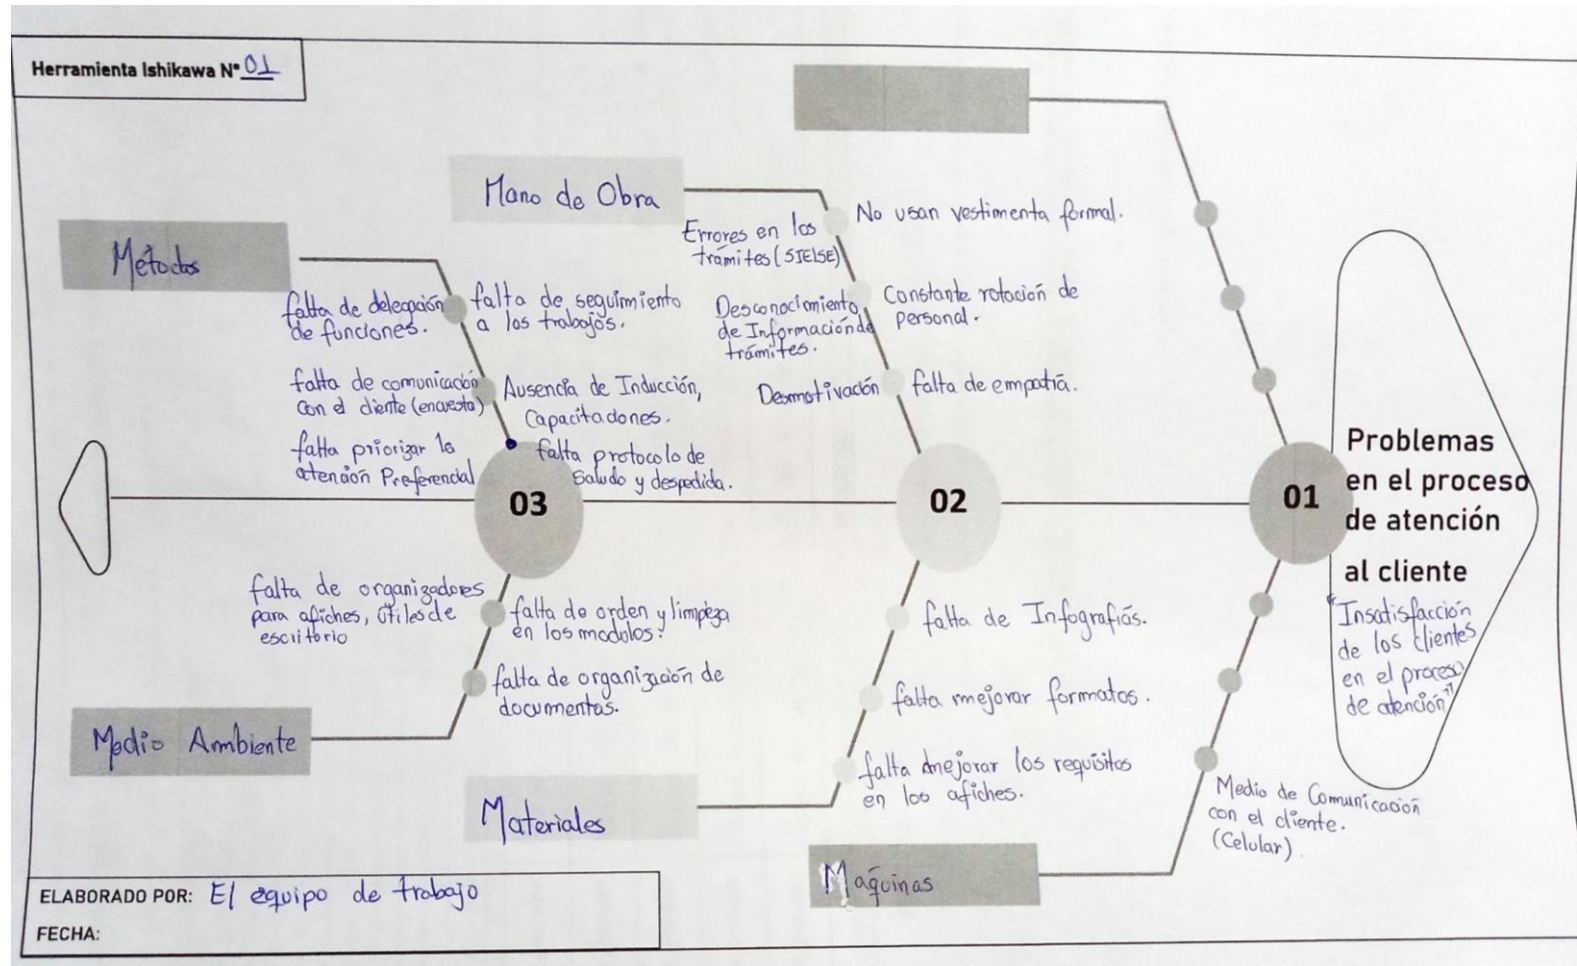 Herramienta Ishikawa N° 01
Mano de Obra
No usan vestimenta formal.
Errores en los
trámites (SIELSE)
Métodos
falta de delegación
de funciones.
falta de seguimiento
a los trabajos.
Desconocimiento
de Información de
trámites.
Constante rotación de
personal.
falta de comunicación
con el cliente (encuesta)
Ausencia de Inducción,
Capacitaciones.
Desmotivación
falta de empatía.
falta priorizar la
atención Preferencial
falta protocolo de
saludo y despedida.
03
02
01
Problemas
en el proceso
de atención
al cliente
"Insatisfacción
de los clientes
en el proceso
de atención"
falta de organizadores
para afiches, útiles de
escritorio
falta de orden y limpieza
en los modulos.
falta de organización de
documentos.
Medio Ambiente
falta de Infografías.
falta mejorar formatos.
falta mejorar los requisitos
en los afiches.
Materiales
Medio de Comunicación
con el cliente.
(Celular).
Maquinas
ELABORADO POR: El equipo de trabajo
FECHA: